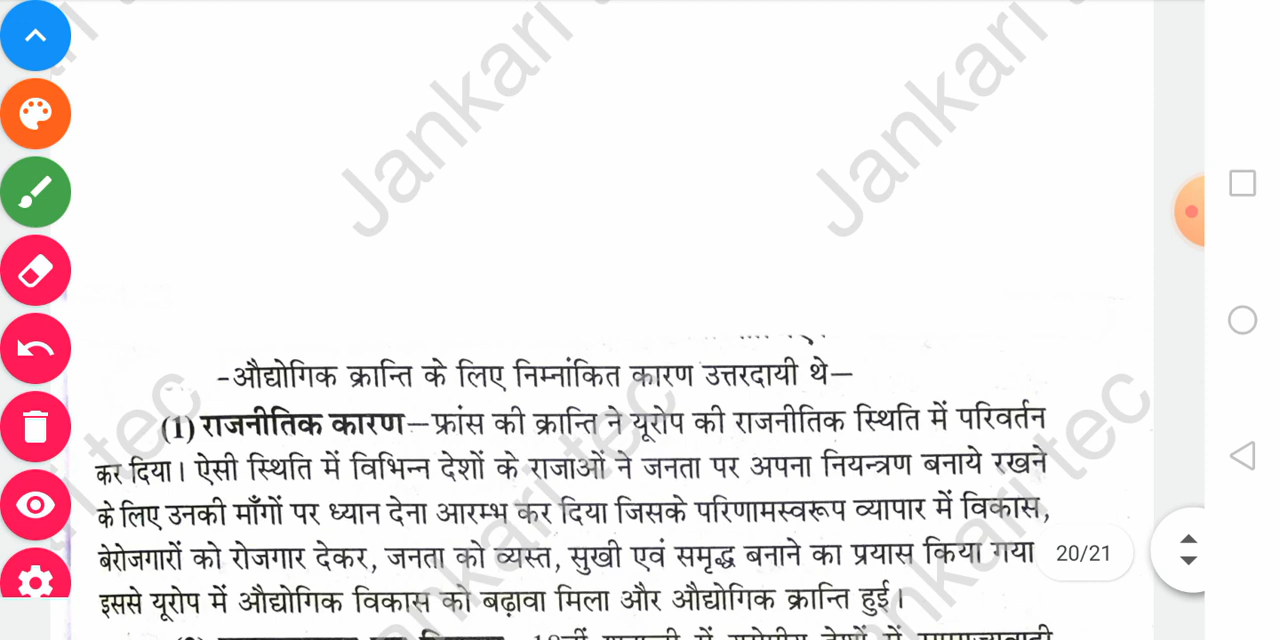 Jankari
Jankari
-औद्योगिक क्रान्ति के लिए निम्नांकित कारण उत्तरदायी थे—
(1) राजनीतिक कारण—फ्रांस की क्रान्ति ने यूरोप की राजनीतिक स्थिति में परिवर्तन
कर दिया। ऐसी स्थिति में विभिन्न देशों के राजाओं ने जनता पर अपना नियन्त्रण बनाये रखने
के लिए उनकी माँगों पर ध्यान देना आरम्भ कर दिया जिसके परिणामस्वरूप व्यापार में विकास,
बेरोजगारों को रोजगार देकर, जनता को व्यस्त, सुखी एवं समृद्ध बनाने का प्रयास किया गया
20/21
इससे यूरोप में औद्योगिक विकास को बढ़ावा मिला और औद्योगिक क्रान्ति हुई।